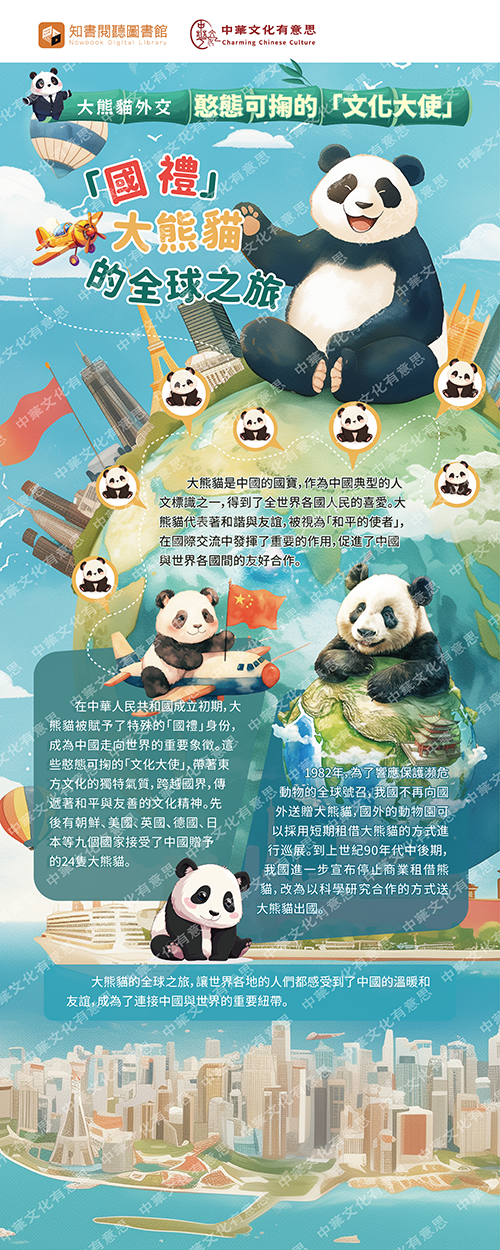 知書閱聽圖書館
Nowbook Digital Library
中華文化有意思
Charming Chinese Culture
大熊貓外交 憨態可掬的「文化大使」
「國禮」
大熊貓
的全球之旅
大熊貓是中國的國寶，作為中國典型的人
文標識之一，得到了全世界各國人民的喜愛。大
熊貓代表著和諧與友誼，被視為「和平的使者」，
在國際交流中發揮了重要的作用，促進了中國
與世界各國間的友好合作。
在中華人民共和國成立初期，大
熊貓被賦予了特殊的「國禮」身份，
成為中國走向世界的重要象徵。這
些憨態可掬的「文化大使」，帶著東
方文化的獨特氣質，跨越國界，傳
遞著和平與友善的文化精神。先
後有朝鮮、美國、英國、德國、日
本等九個國家接受了中國贈予
的24隻大熊貓。
1982年，為了響應保護瀕危
動物的全球號召，我國不再向國
外送贈大熊貓，國外的動物園可
以採用短期租借大熊貓的方式進
行巡展。到上世紀90年代中後期，
我國進一步宣布停止商業租借熊
貓，改為以科學研究合作的方式送
大熊貓出國。
大熊貓的全球之旅，讓世界各地的人們都感受到了中國的溫暖和
友誼，成為了連接中國與世界的重要紐帶。